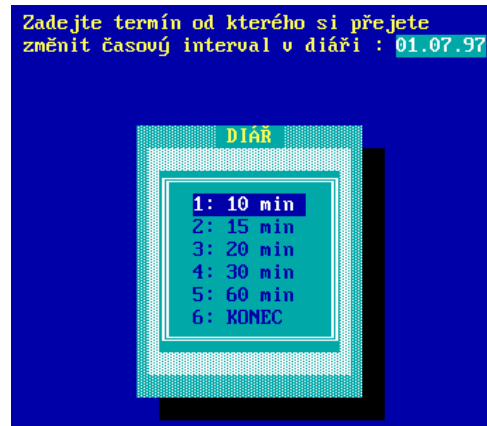 Zadejte termín od kterého si přejete
změnit časový interval v diáři : 01.07.97
DIÁŘ
1: 10 min
2: 15 min
3: 20 min
4: 30 min
5: 60 min
6: KONEC